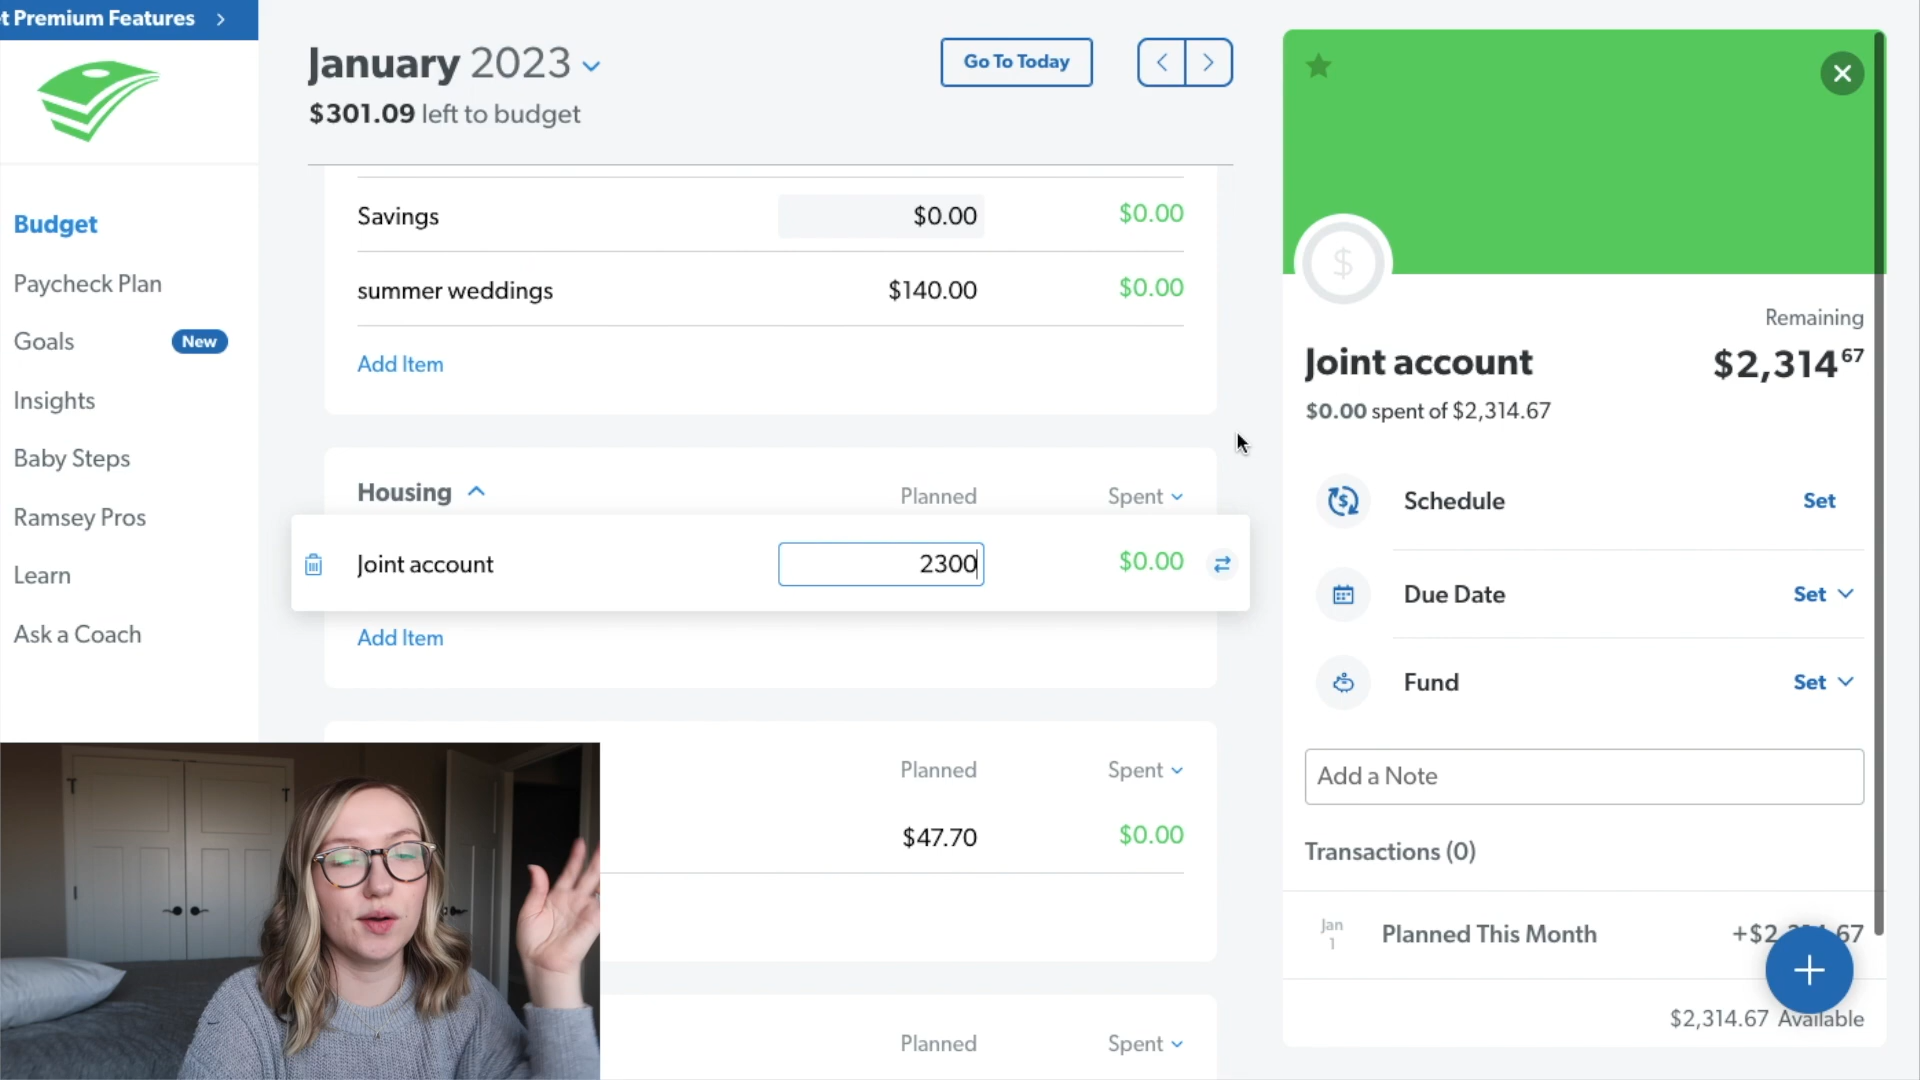 t Premium Features
Budget
Paycheck Plan
Goals New
Insights
Baby Steps
Ramsey Pros
Learn
Ask a Coach
January 2023
$301.09 left to budget
Go To Today
Savings $0.00 $0.00
summer weddings $140.00 $0.00
Add Item
Housing Planned Spent
Joint account 2300 $0.00
Add Item
Planned Spent
$47.70 $0.00
Planned Spent
$
Remaining
Joint account $2,314 67
$0.00 spent of $2,314.67
Schedule Set
Due Date Set
Fund Set
Add a Note
Transactions (0)
Jan
1
Planned This Month
$2,314.67 Available